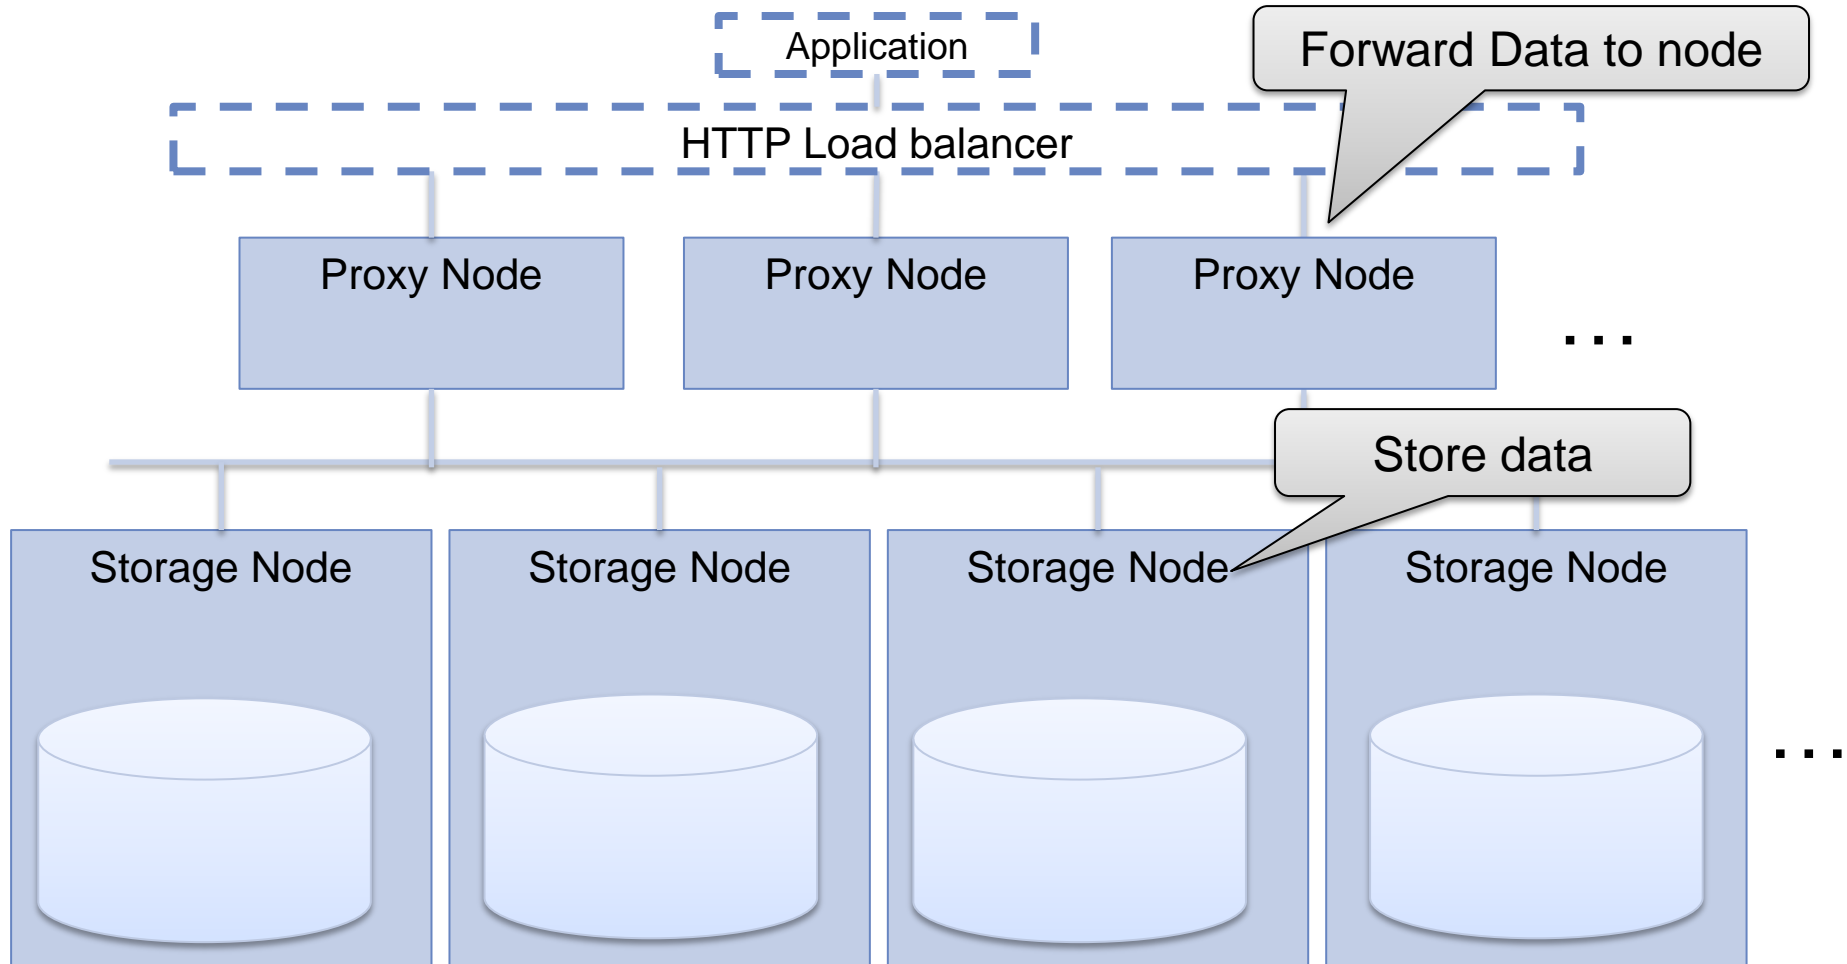 Application
Forward Data to node
HTTP Load balancer
Proxy Node
Proxy Node
Proxy Node
...
Store data
Storage Node
Storage Node
Storage Node
Storage Node
...